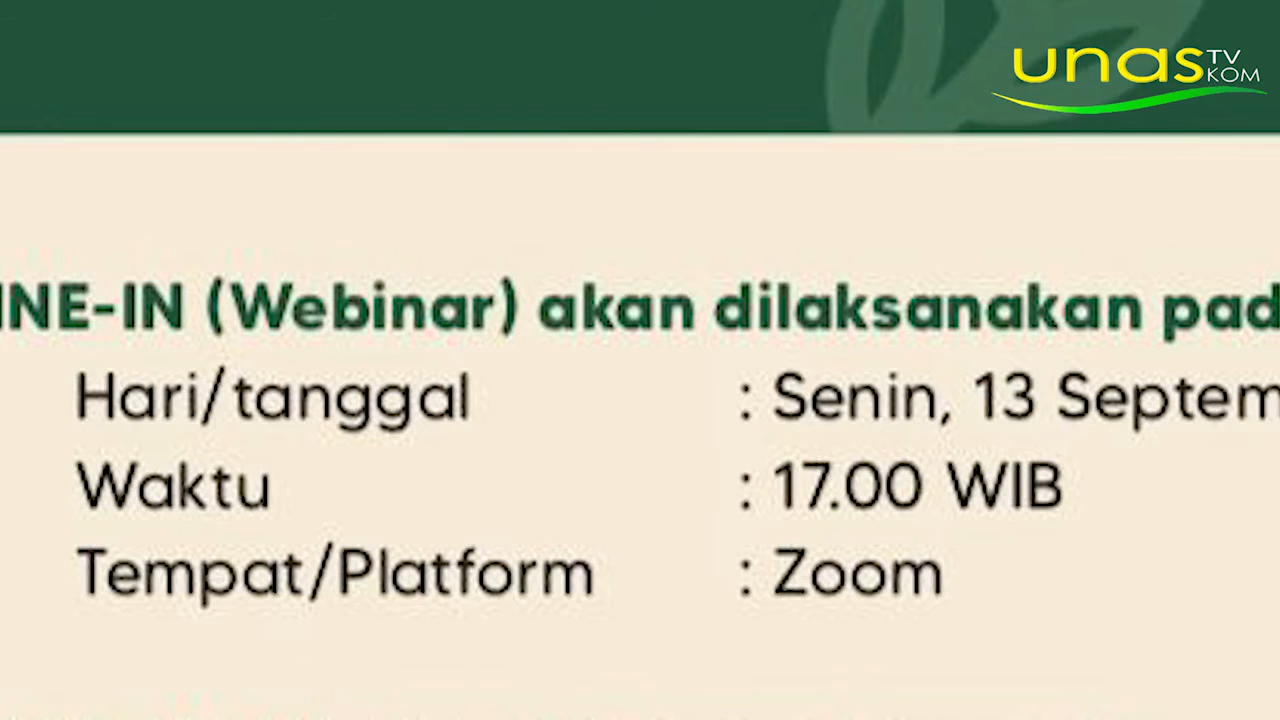 unas TV
KOM
INE-IN (Webinar) akan dilaksanakan pad
Hari/tanggal : Senin, 13 Septem
Waktu : 17.00 WIB
Tempat/Platform : Zoom